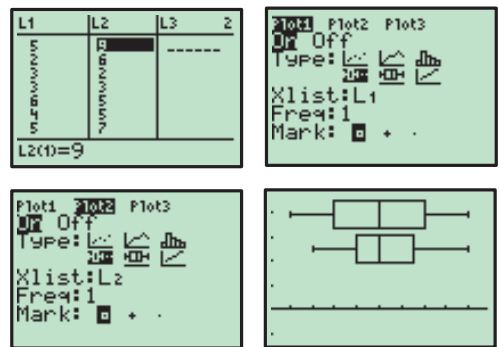 L1 L2 L3 2
5 9 ------
2 6
3 2
3 3
6 5
4 5
5 7
L2(1)=9
Plot1 Plot2 Plot3
On Off
Type:
Xlist:L1
Freq:1
Mark: + .
Plot1 Plot2 Plot3
On Off
Type:
Xlist:L2
Freq:1
Mark: + .